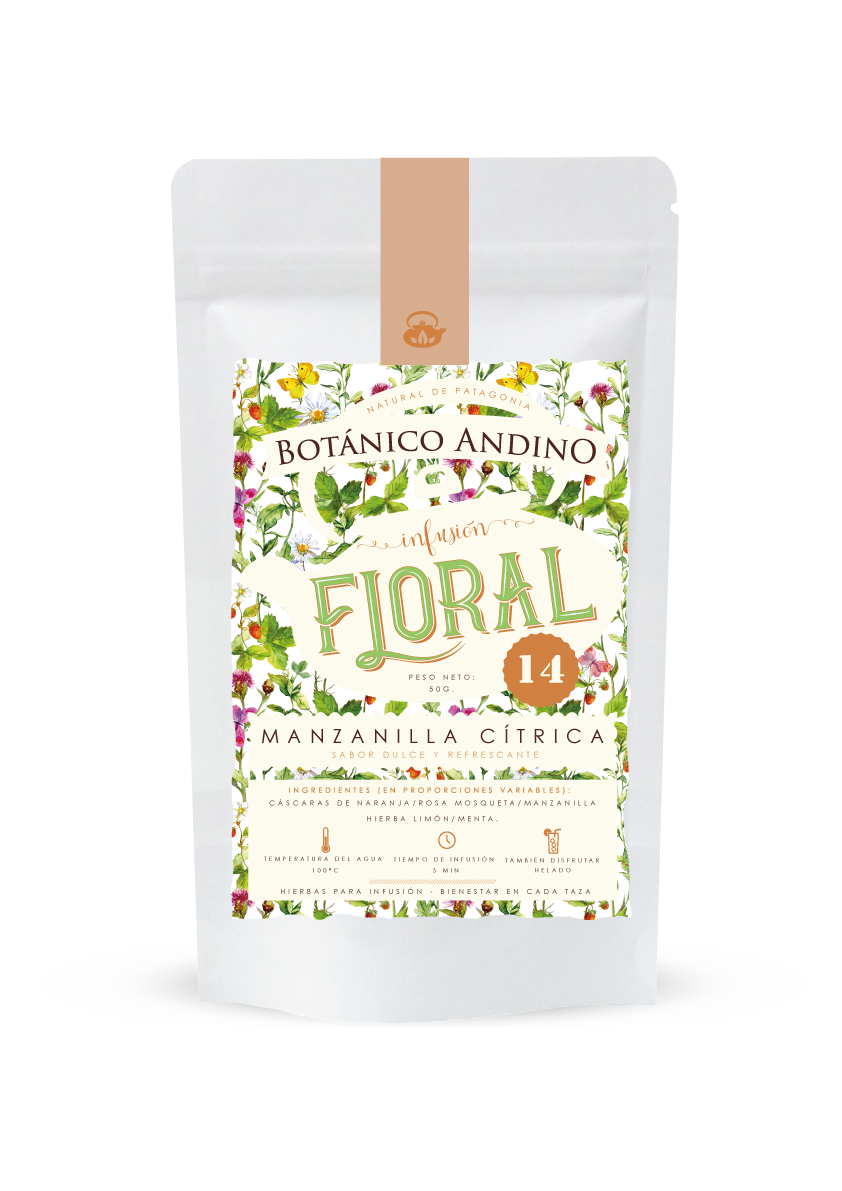 NATURAL DE PATAGONIA
BOTÁNICO ANDINO
infusión
FLORAL
14
PESO NETO:
50G.
MANZANILLA CÍTRICA
SABOR DULCE Y REFRESCANTE
INGREDIENTES (EN PROPORCIONES VARIABLES):
CÁSCARAS DE NARANJA/ROSA MOSQUETA/MANZANILLA
HIERBA LIMÓN/MENTA.
TEMPERATURA DEL AGUA
100°C
TIEMPO DE INFUSIÓN
5 MIN
TAMBIÉN DISFRUTAR
HELADO
HIERBAS PARA INFUSIÓN - BIENESTAR EN CADA TAZA